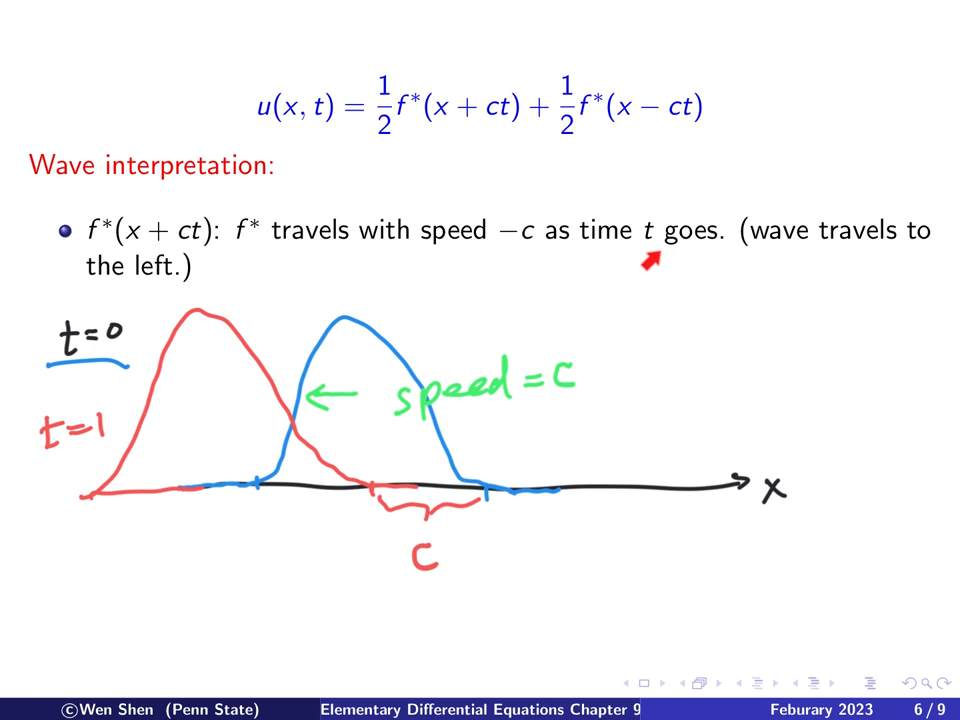 u(x, t) = 1/2 f*(x + ct) + 1/2 f*(x − ct)
Wave interpretation:
f*(x + ct): f* travels with speed −c as time t goes. (wave travels to
the left.)
t=0
t=1
← speed = c
x
c
©Wen Shen (Penn State) Elementary Differential Equations Chapter 9 Feburary 2023 6 / 9